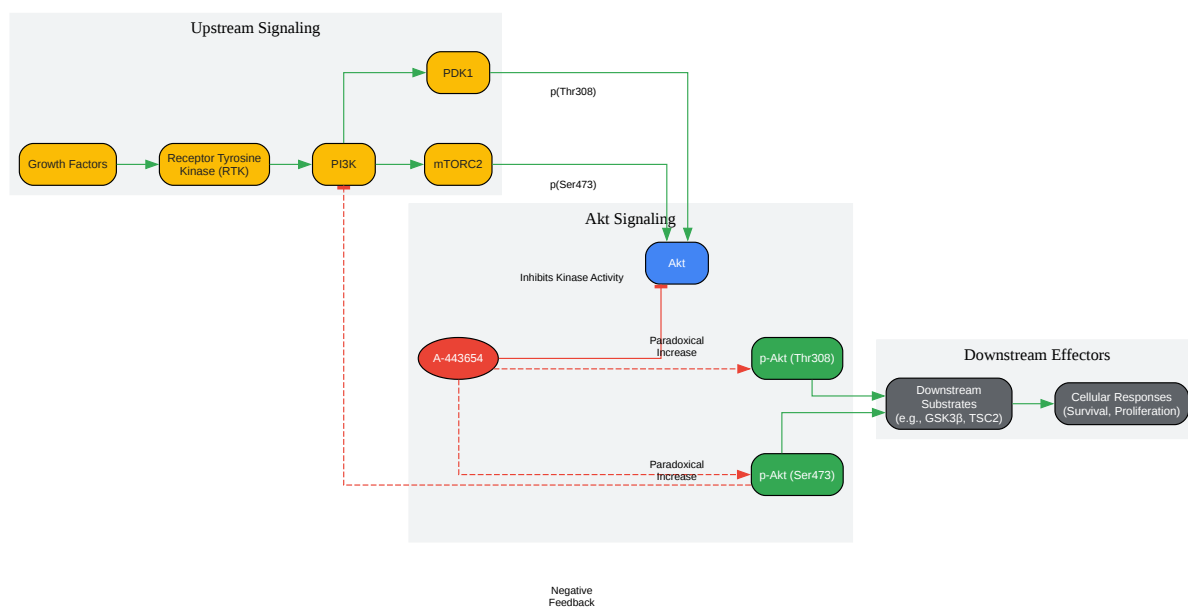 Upstream Signaling
PDK1
p(Thr308)
Growth Factors
Receptor Tyrosine
Kinase (RTK)
PI3K
mTORC2
p(Ser473)
Akt Signaling
Akt
Inhibits Kinase Activity
A-443654
Paradoxical
Increase
p-Akt (Thr308)
Paradoxical
Increase
p-Akt (Ser473)
Downstream Effectors
Downstream
Substrates
(e.g., GSK3β, TSC2)
Cellular Responses
(Survival, Proliferation)
Negative
Feedback